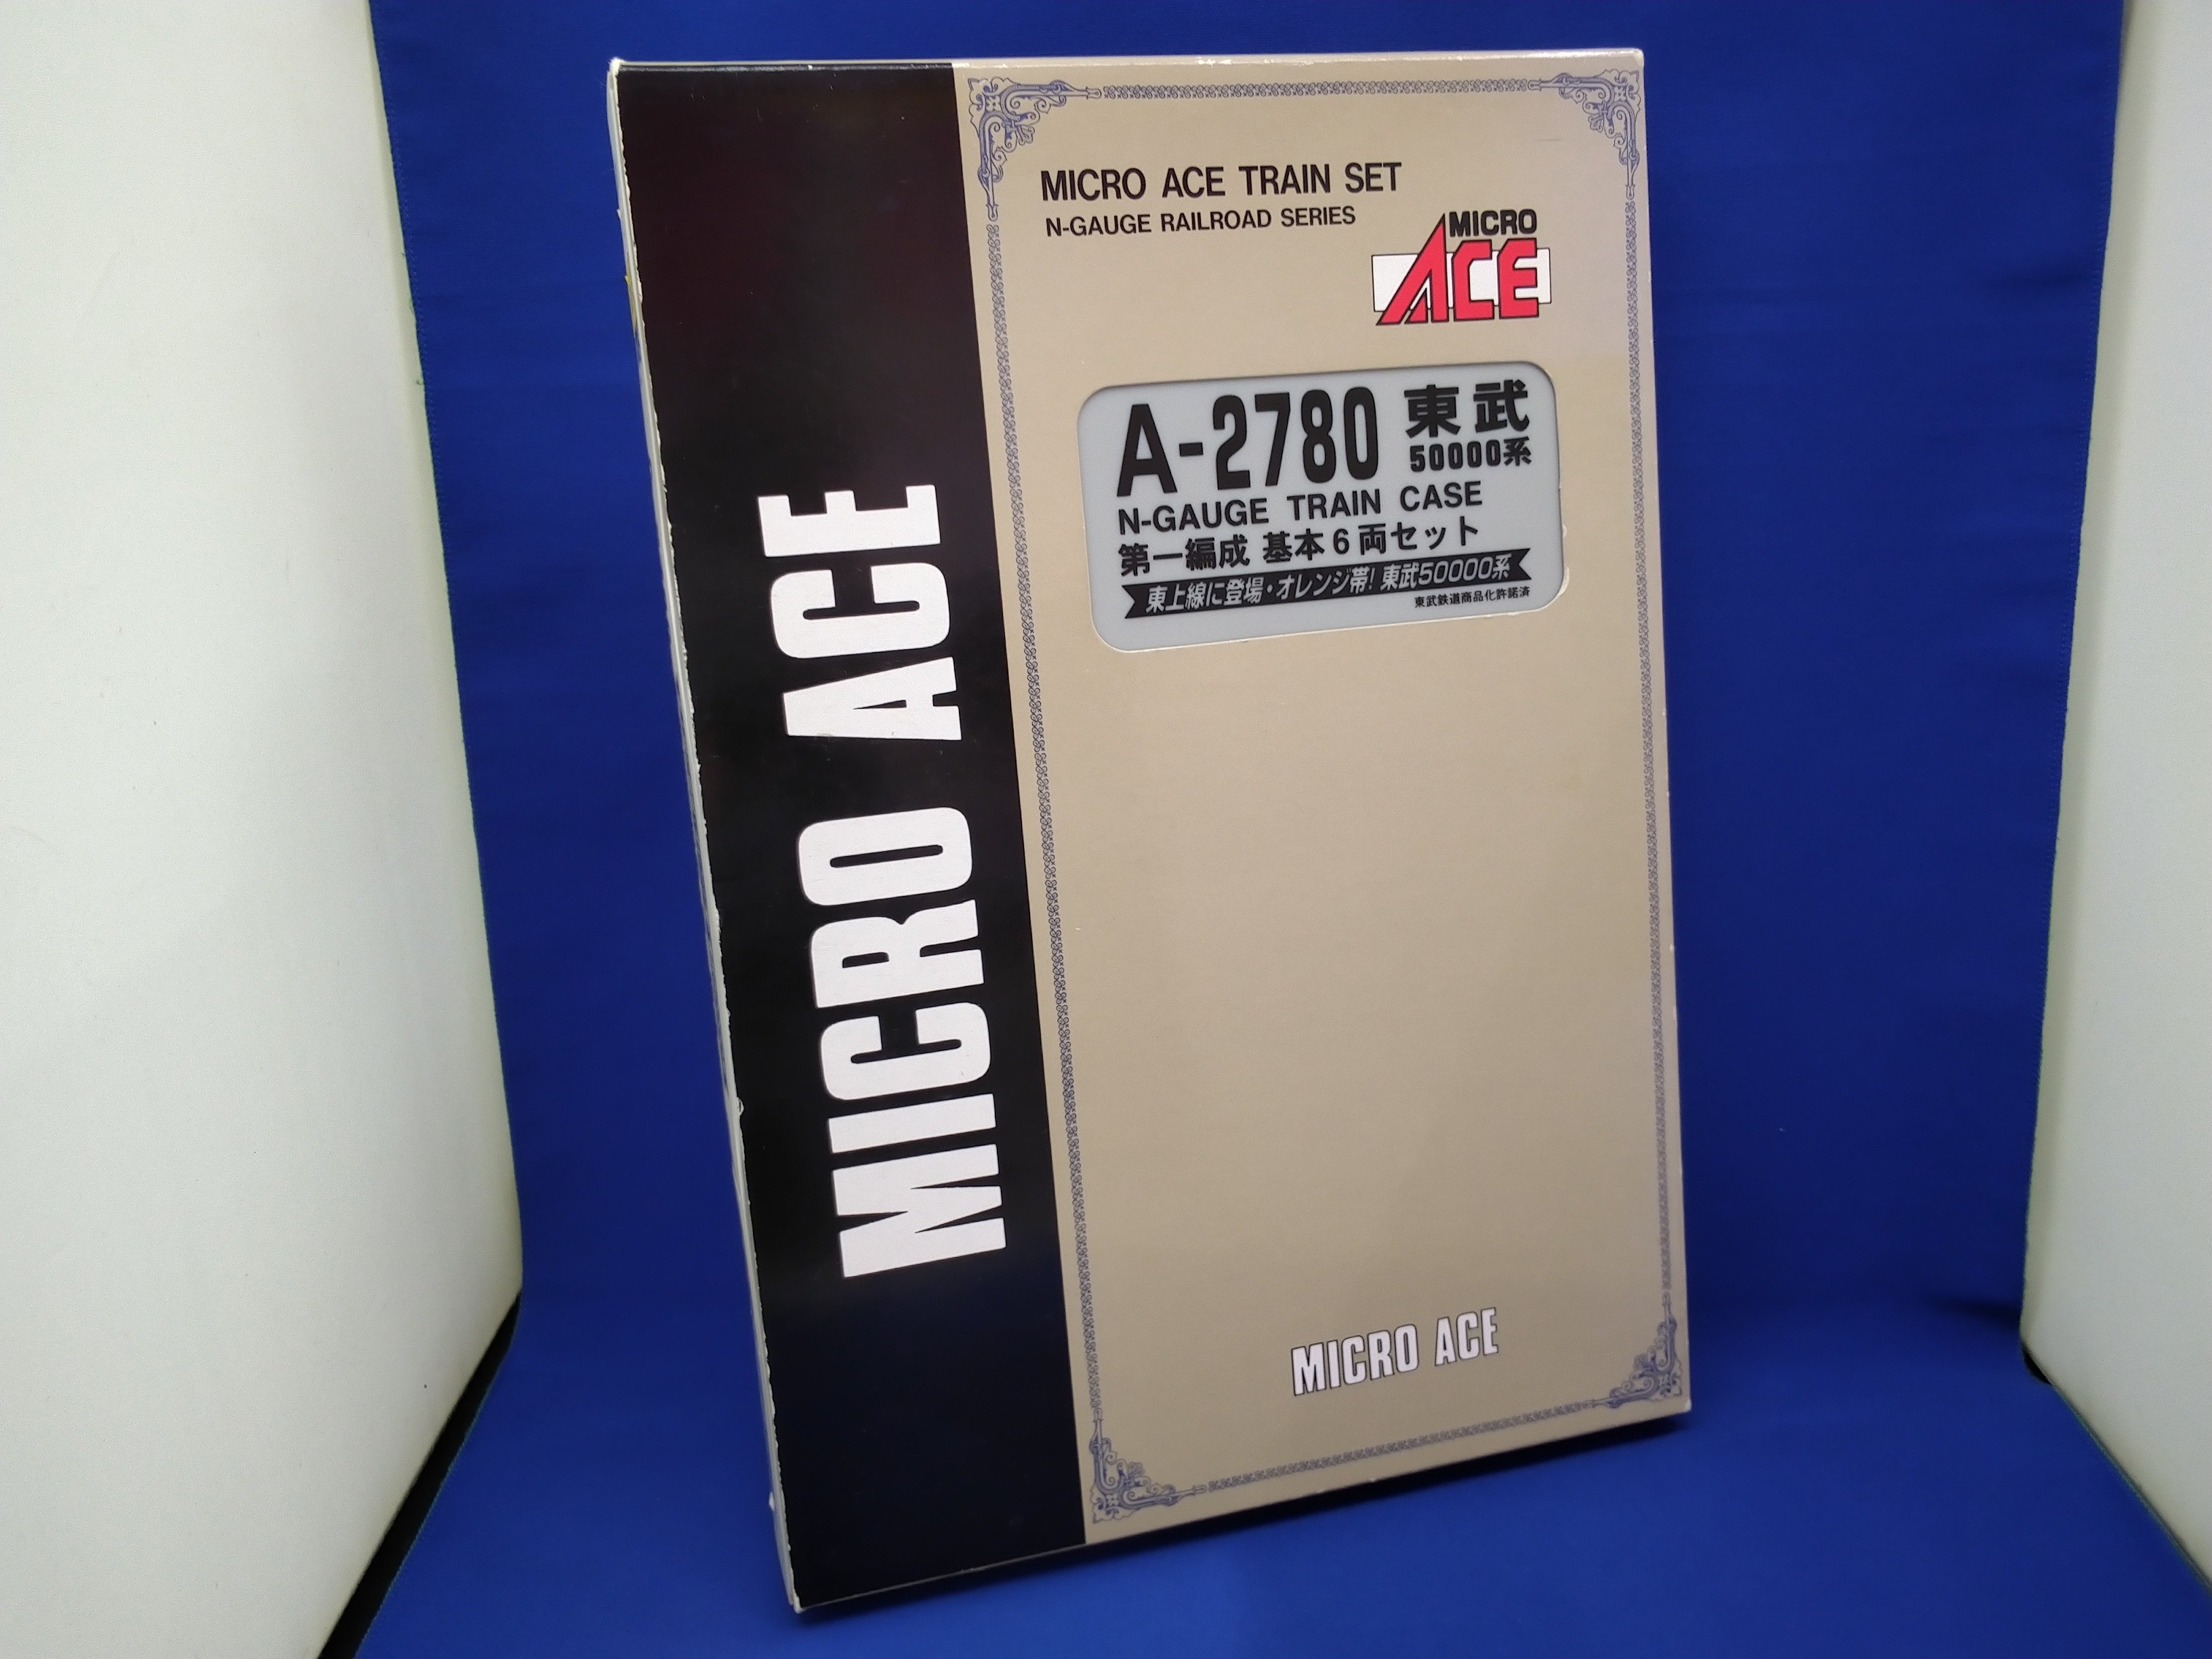 MICRO ACE
MICRO ACE TRAIN SET
N-GAUGE RAILROAD SERIES
MICRO
ACE
A-2780 東武
50000系
N-GAUGE TRAIN CASE
第一編成 基本6両セット
東上線に登場・オレンジ帯! 東武50000系
東武鉄道商品化許諾済
MICRO ACE